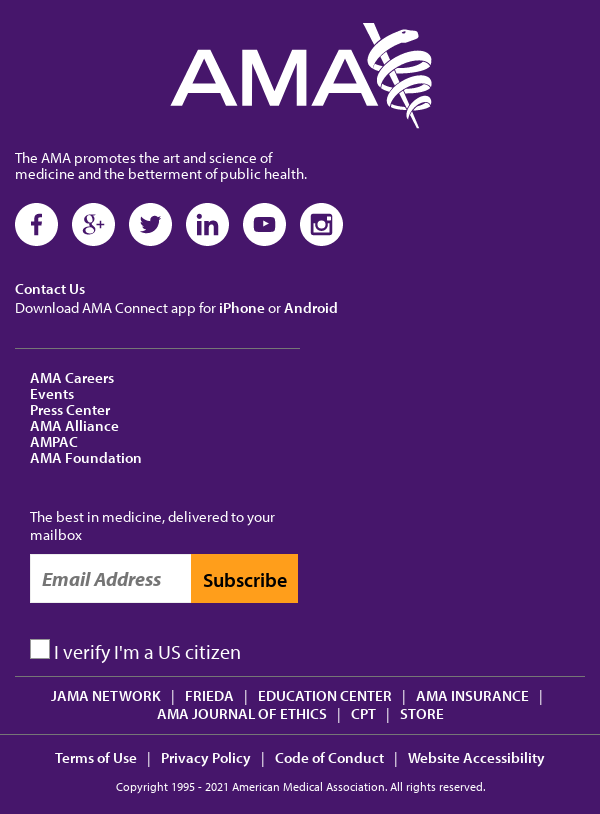 AMA
The AMA promotes the art and science of
medicine and the betterment of public health.
Contact Us
Download AMA Connect app for iPhone or Android
AMA Careers
Events
Press Center
AMA Alliance
AMPAC
AMA Foundation
The best in medicine, delivered to your
mailbox
Email Address Subscribe
I verify I'm a US citizen
JAMA NETWORK | FRIEDA | EDUCATION CENTER | AMA INSURANCE |
AMA JOURNAL OF ETHICS | CPT | STORE
Terms of Use | Privacy Policy | Code of Conduct | Website Accessibility
Copyright 1995 - 2021 American Medical Association. All rights reserved.